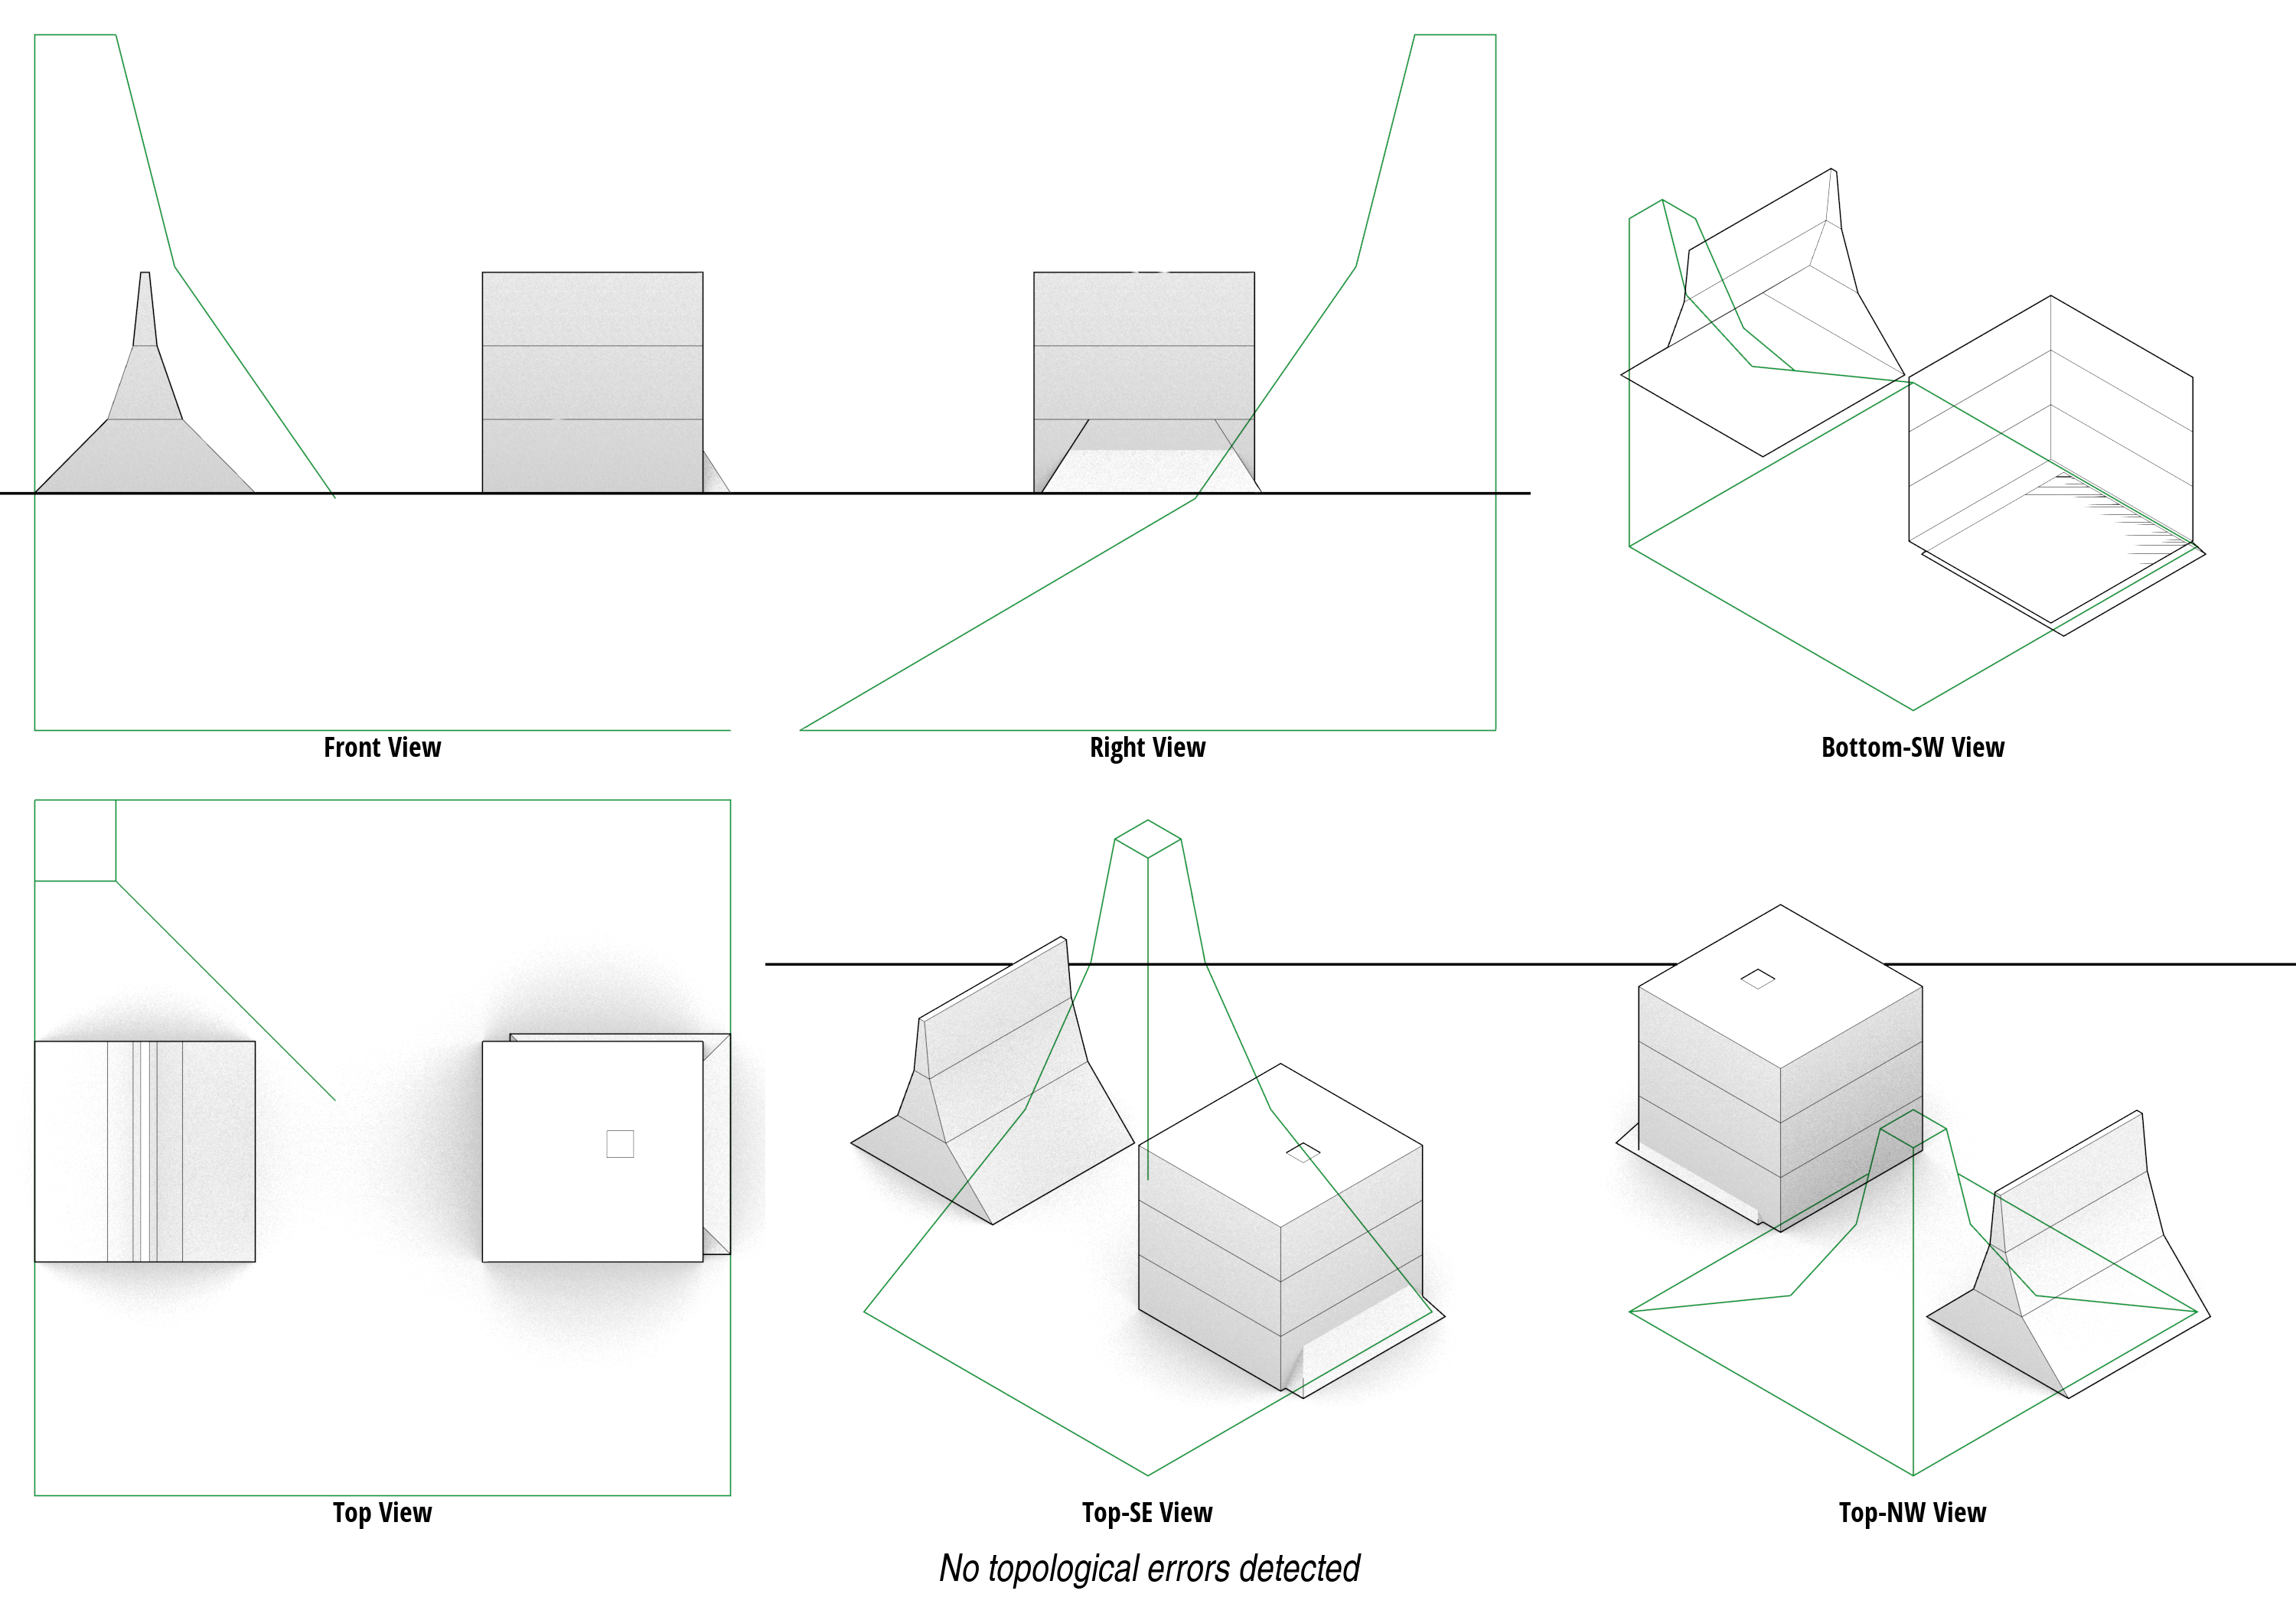 Front View
Right View
Bottom-SW View
Top View
Top-SE View
Top-NW View
No topological errors detected